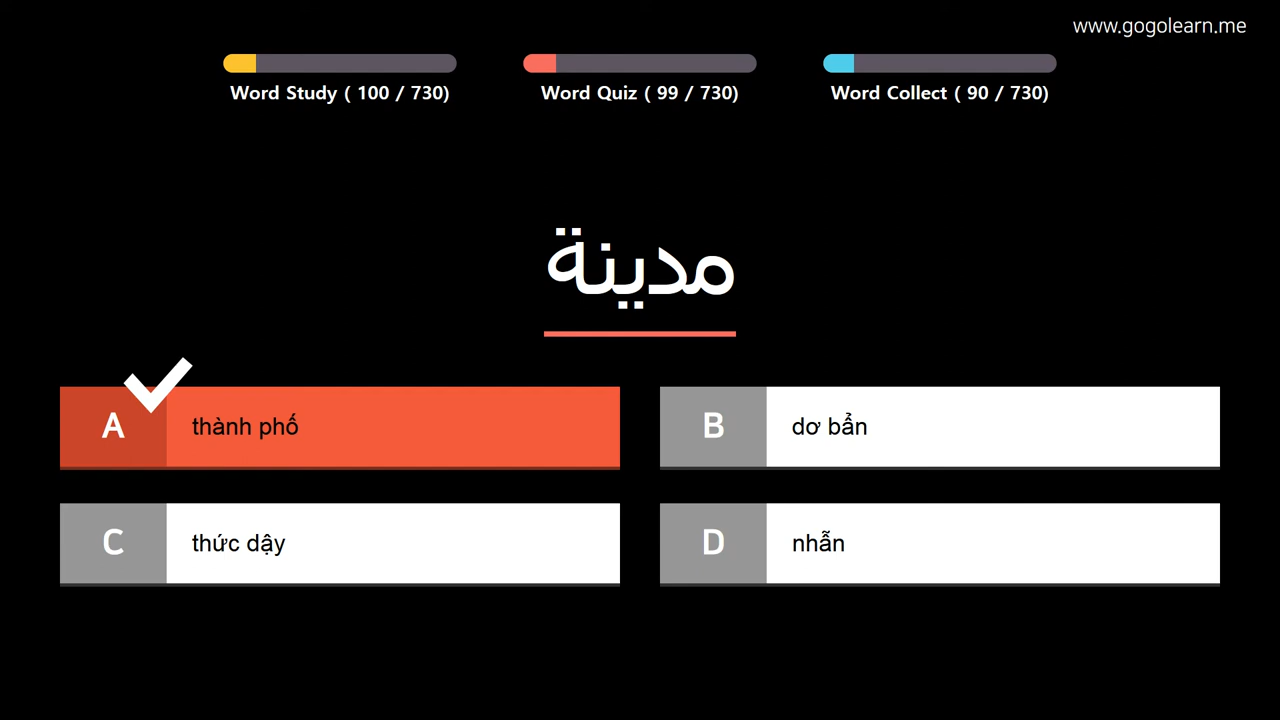 www.gogolearn.me
Word Study ( 100 / 730)
Word Quiz ( 99 / 730)
Word Collect ( 90 / 730)
مدينة
A thành phố
B dơ bẩn
C thức dậy
D nhẫn